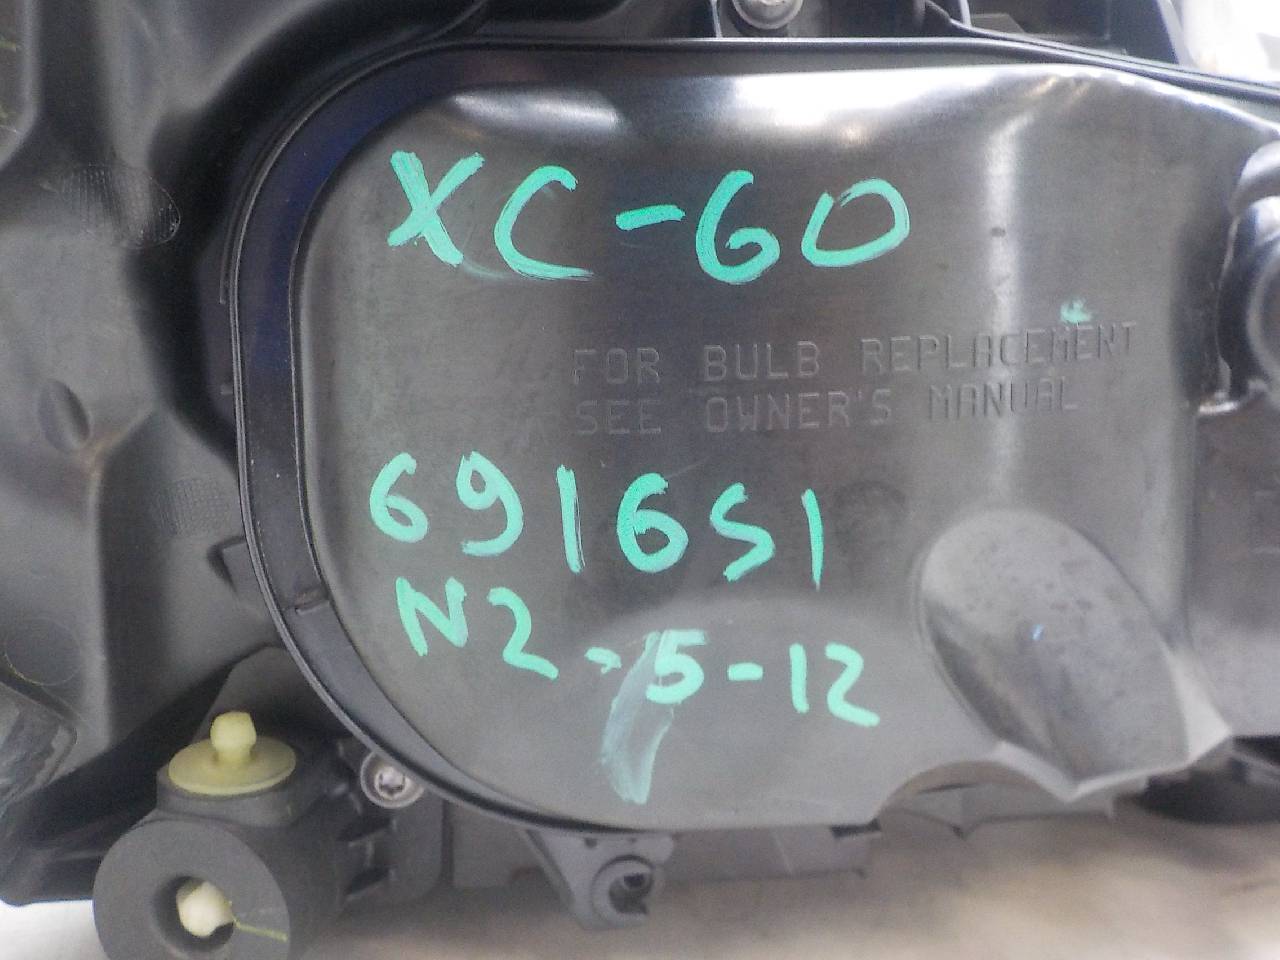 XC-60
FOR BULB REPLACEMENT
SEE OWNER'S MANUAL
6916S1
N2-5-12